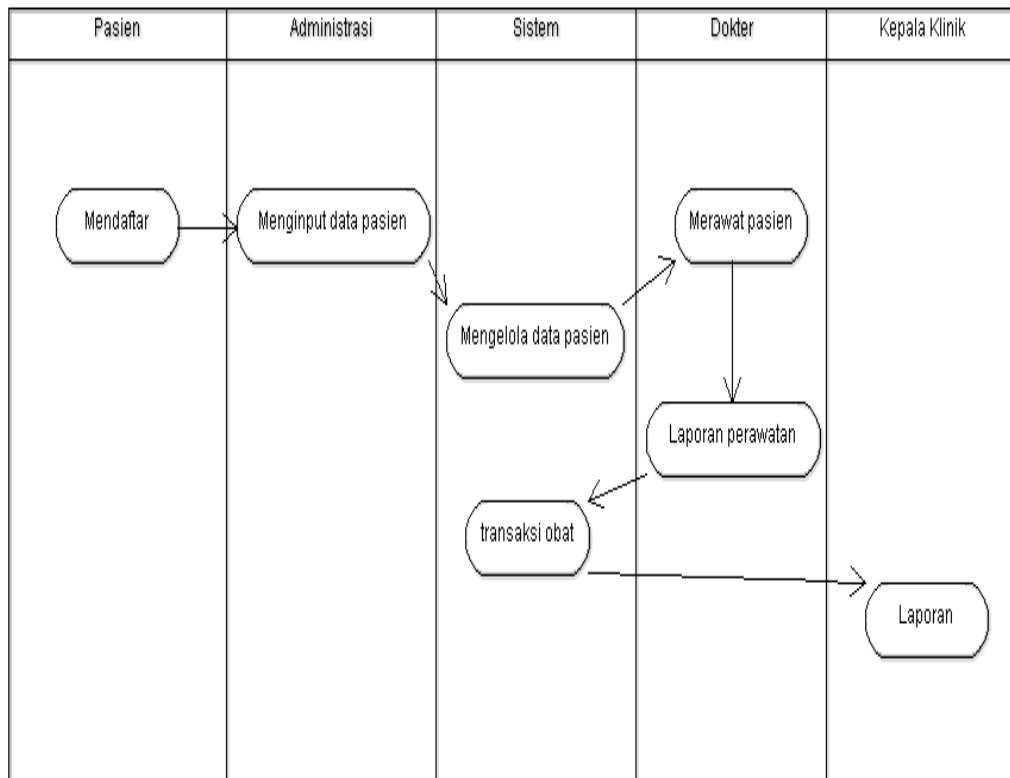 Pasien
Administrasi
Sistem
Dokter
Kepala Klinik
Mendaftar
Menginput data pasien
Merawat pasien
Mengelola data pasien
Laporan perawatan
transaksi obat
Laporan